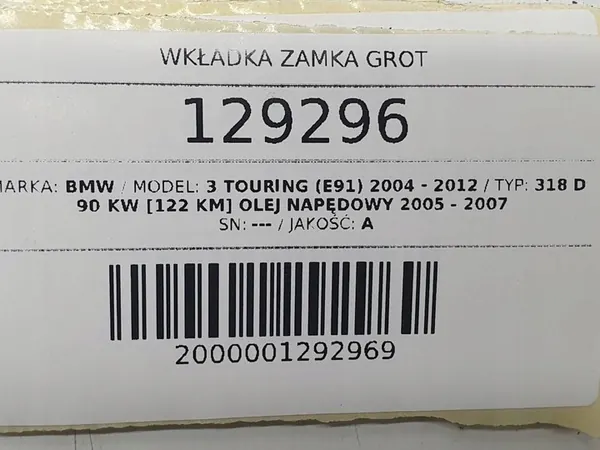 WKŁADKA ZAMKA GROT
129296
MARKA: BMW / MODEL: 3 TOURING (E91) 2004 - 2012 / TYP: 318 D
90 KW [122 KM] OLEJ NAPĘDOWY 2005 - 2007
SN: --- / JAKOŚĆ: A
2000001292969